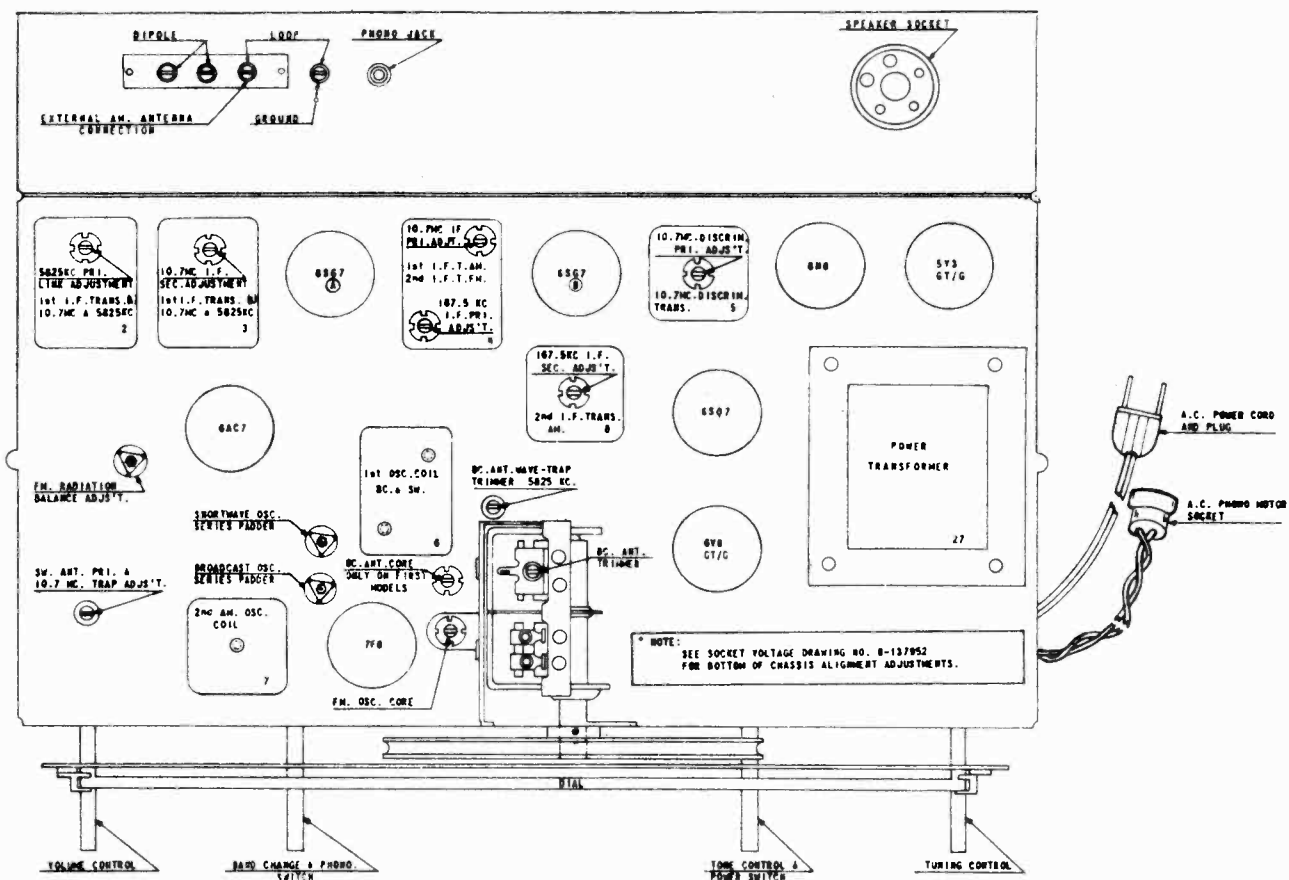 DIPOLE
LOOP
PHONO JACK
SPEAKER SOCKET
EXTERNAL AM. ANTENNA
CONNECTION
GROUND
5825KC PRI.
LINK ADJUSTMENT
1st I.F.TRANS.
10.7MC & 5825KC
2
10.7MC I.F.
SEC.ADJUSTMENT
1st I.F.TRANS.
10.7MC & 5825KC
3
6SG7
A
10.7MC IF
PRI.ADJT.
1st I.F.T.AM.
2nd I.F.T.FM.
167.5 KC
I.F.PRI.
ADJS'T.
4
6SG7
B
10.7MC.DISCRIM.
PRI. ADJS'T.
10.7MC.DISCRIM.
TRANS. 5
6H6
5Y3
GT/G
167.5KC I.F.
SEC. ADJS'T.
2nd I.F.TRANS.
AM. 8
6SQ7
6AC7
POWER
TRANSFORMER
27
A.C. POWER CORD
AND PLUG
A.C. PHONO MOTOR
SOCKET
FM. RADIATION
BALANCE ADJS'T.
1st OSC.COIL
BC.& SW.
6
BC.ANT.WAVE-TRAP
TRIMMER 5825 KC.
SHORTWAVE OSC.
SERIES PADDER
BROADCAST OSC.
SERIES PADDER
BC.ANT.CORE
ONLY ON FIRST
MODELS
BC. ANT.
TRIMMER
6V6
GT/G
SW. ANT. PRI. &
10.7 MC. TRAP ADJS'T.
2nd AM. OSC.
COIL
7
7F8
FM. OSC. CORE
* NOTE:
SEE SOCKET VOLTAGE DRAWING NO. B-137952
FOR BOTTOM OF CHASSIS ALIGNMENT ADJUSTMENTS.
DIAL
VOLUME CONTROL
BAND CHANGE & PHONO.
SWITCH
TONE CONTROL &
POWER SWITCH
TUNING CONTROL